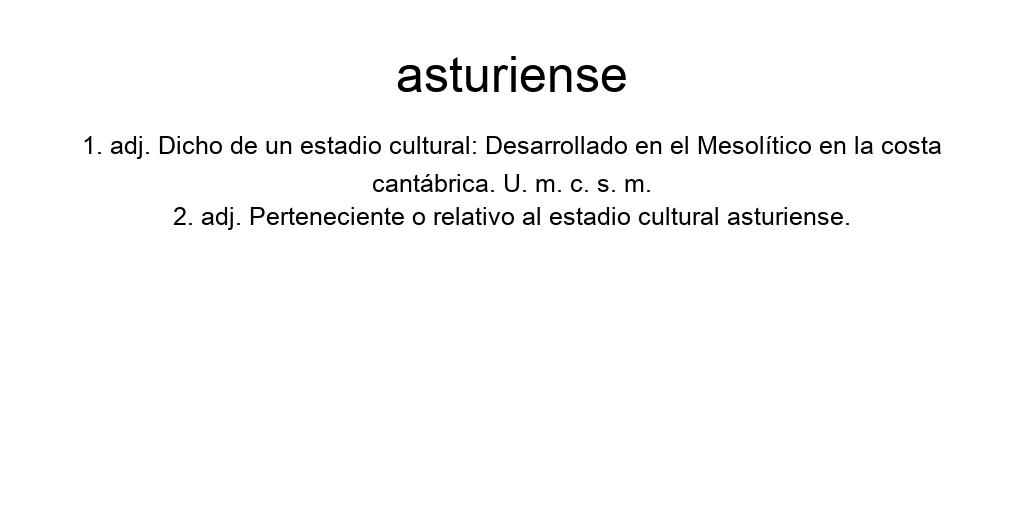 asturiense
1. adj. Dicho de un estadio cultural: Desarrollado en el Mesolítico en la costa
cantábrica. U. m. c. s. m.
2. adj. Perteneciente o relativo al estadio cultural asturiense.